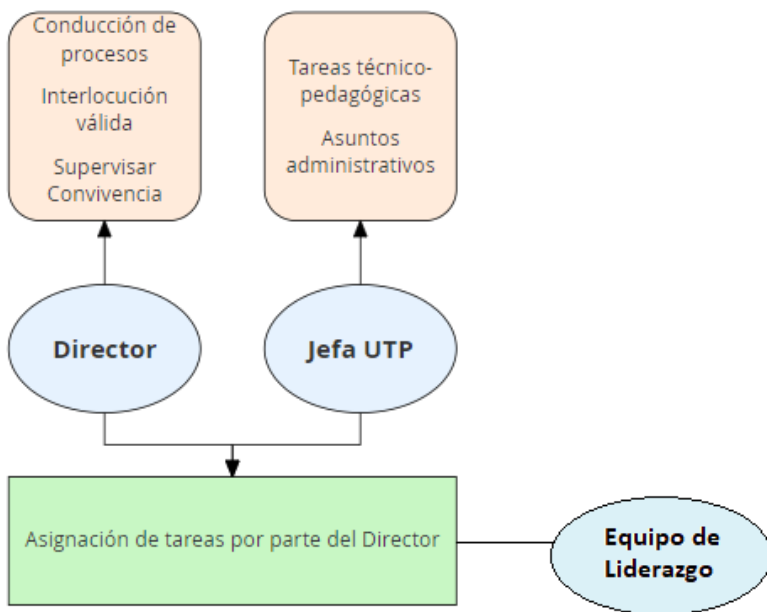 Conducción de
procesos
Interlocución
válida
Supervisar
Convivencia
Tareas técnico-
pedagógicas
Asuntos
administrativos
Director
Jefa UTP
Asignación de tareas por parte del Director
Equipo de
Liderazgo